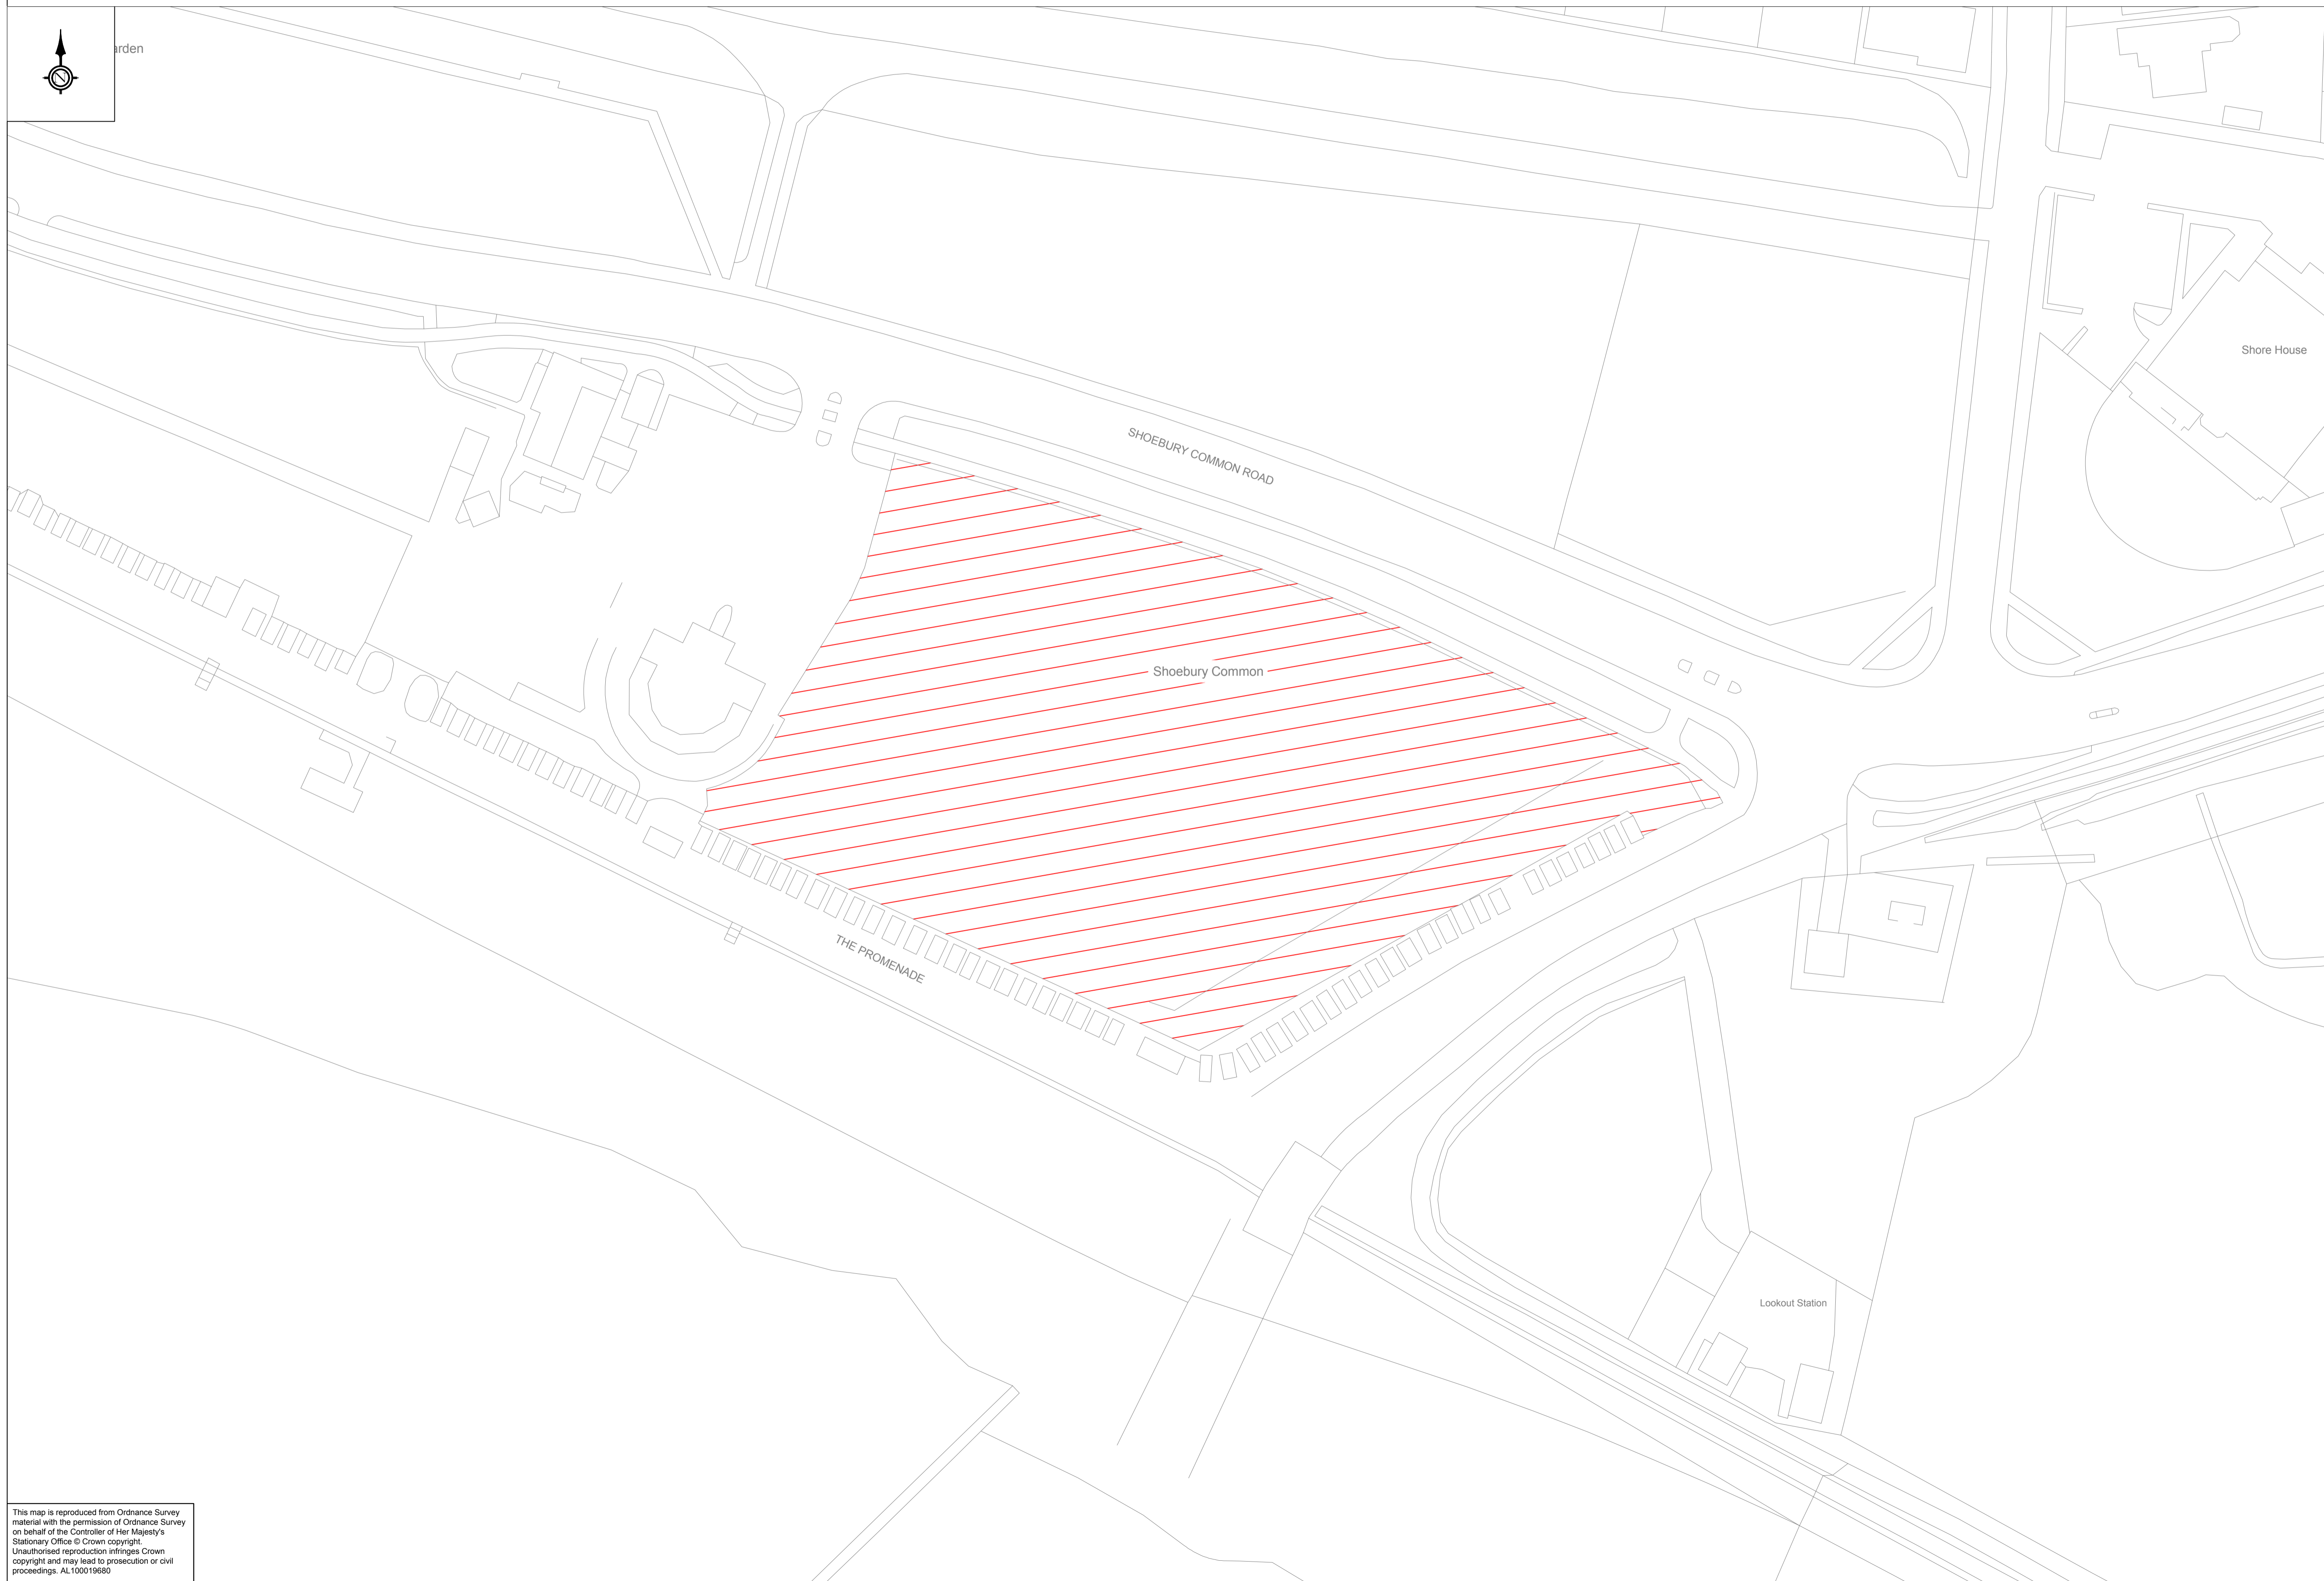 arden
Shore House
SHOEBURY COMMON ROAD
Shoebury Common
THE PROMENADE
Lookout Station
This map is reproduced from Ordnance Survey
material with the permission of Ordnance Survey
on behalf of the Controller of Her Majesty's
Stationary Office © Crown copyright.
Unauthorised reproduction infringes Crown
copyright and may lead to prosecution or civil
proceedings. AL100019680